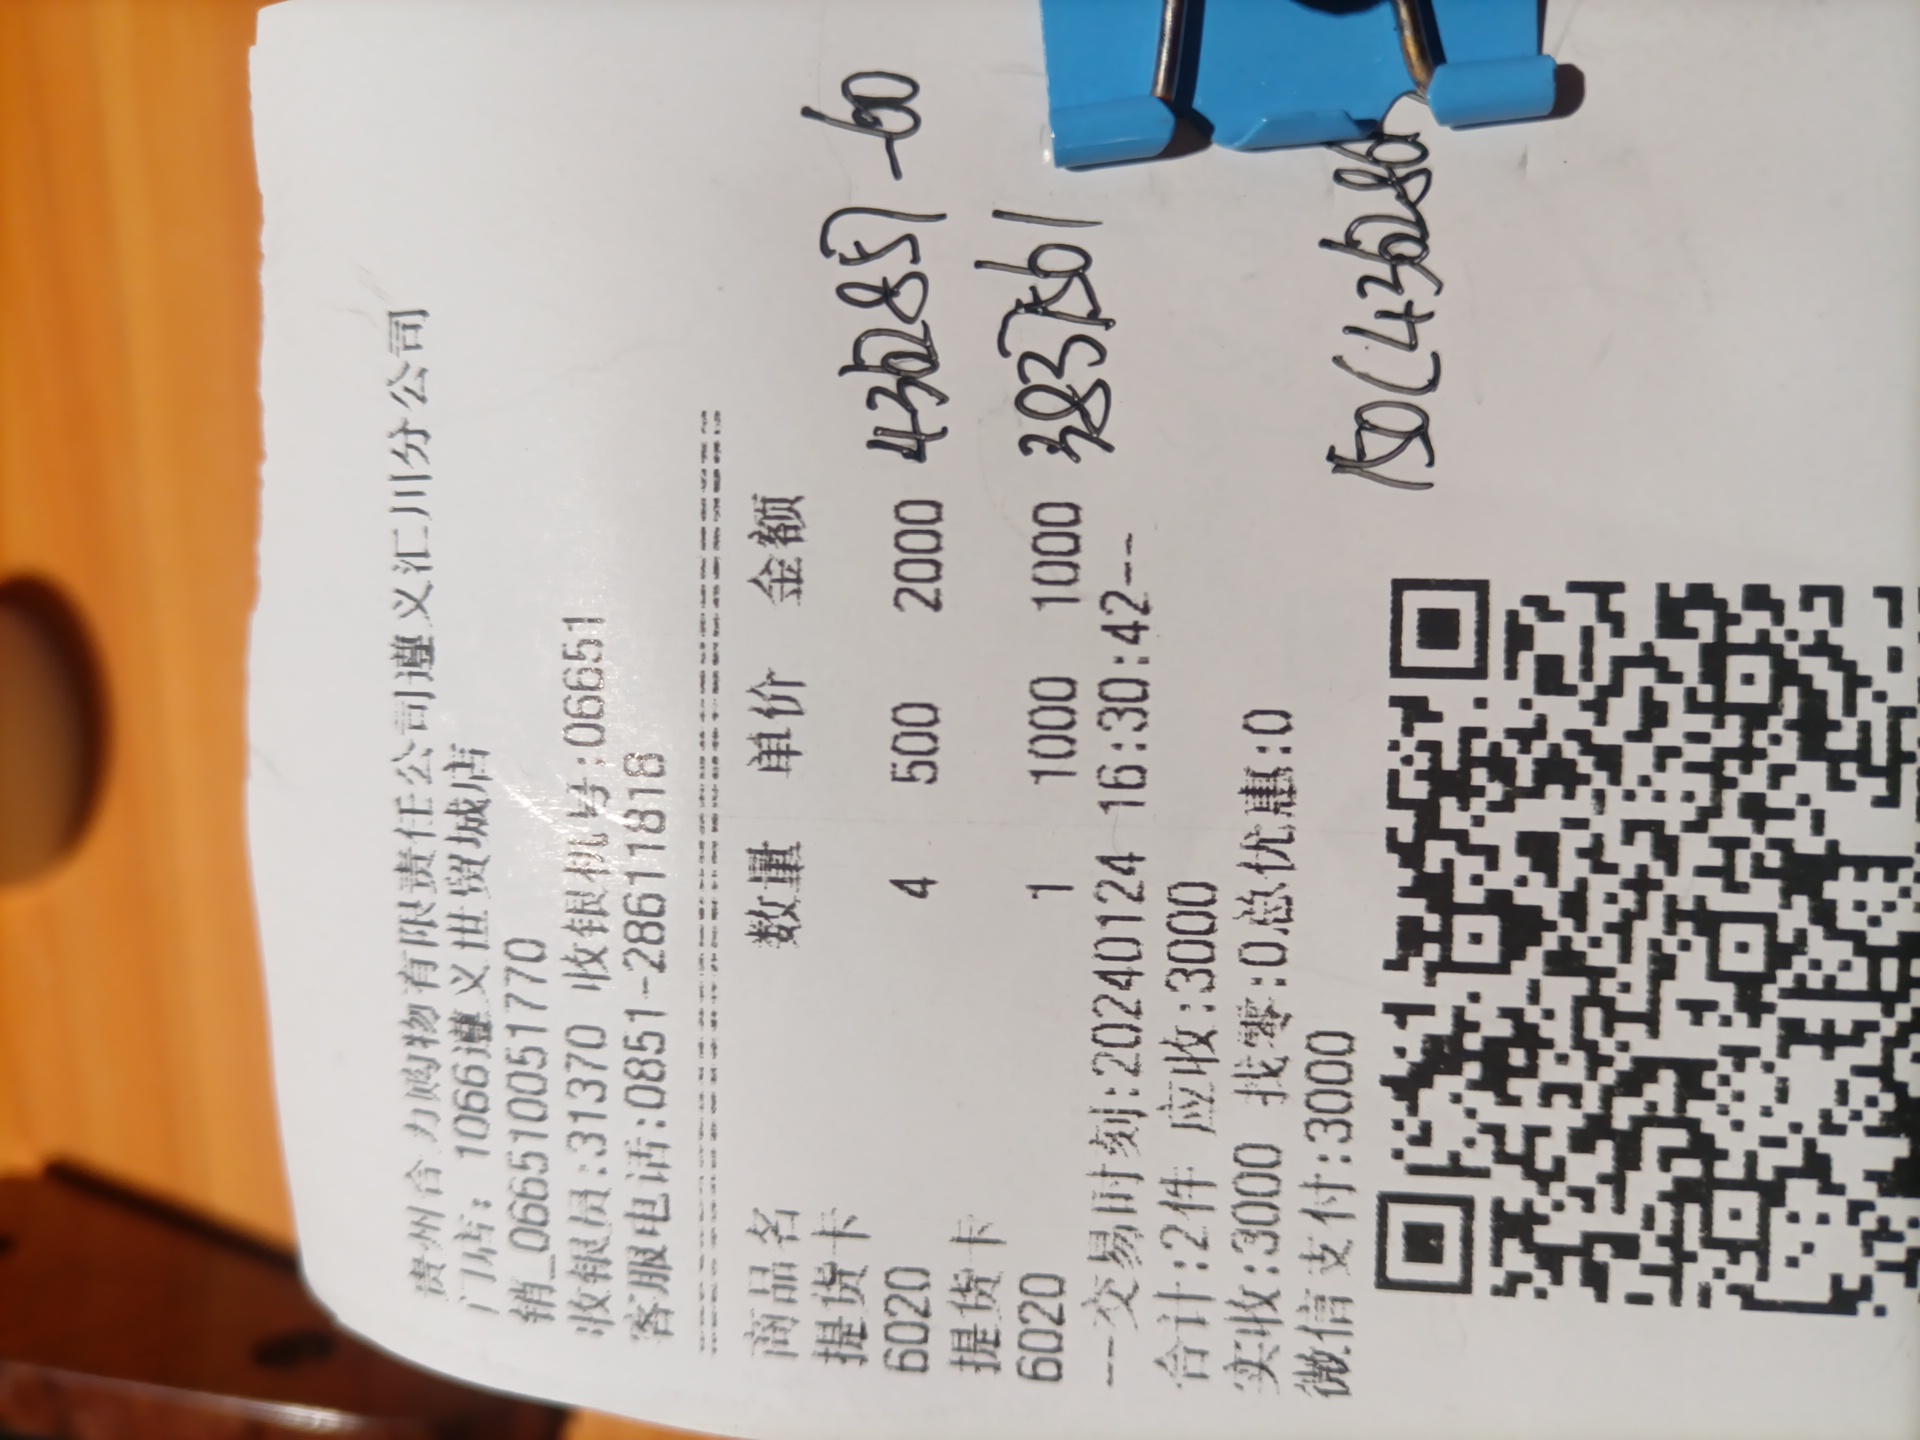 贵州合力购物有限责任公司遵义汇川分公司
门店：1066遵义世贸城店
销_066510051770
收银员:31370 收银机号:06651
客服电话:0851-28611818
商品名 数量 单价 金额
提货卡
6020 4 500 2000 4362857-60
提货卡
6020 1 1000 1000
--交易时刻:20240124 16:30:42--
合计:2件 应收:3000
实收:3000 找零:0总优惠:0
微信支付:3000